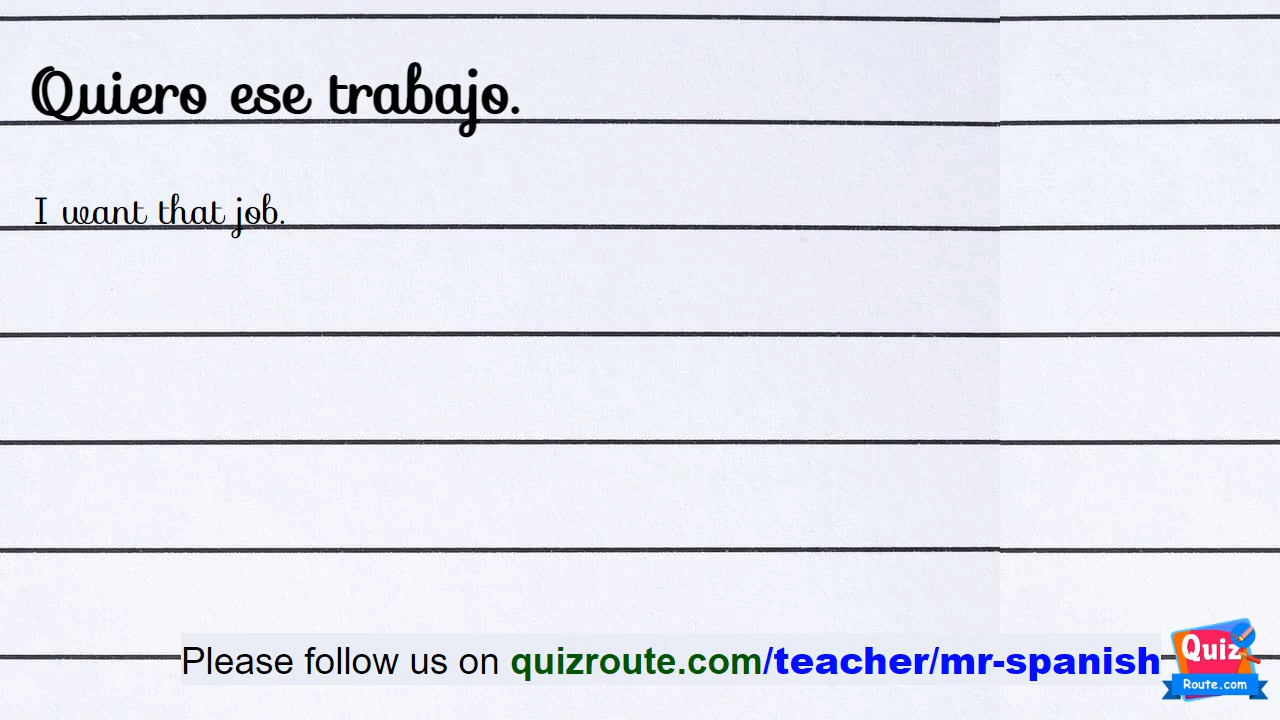 Quiero ese trabajo.
I want that job.
Please follow us on quizroute.com/teacher/mr-spanish
Quiz
Route.com